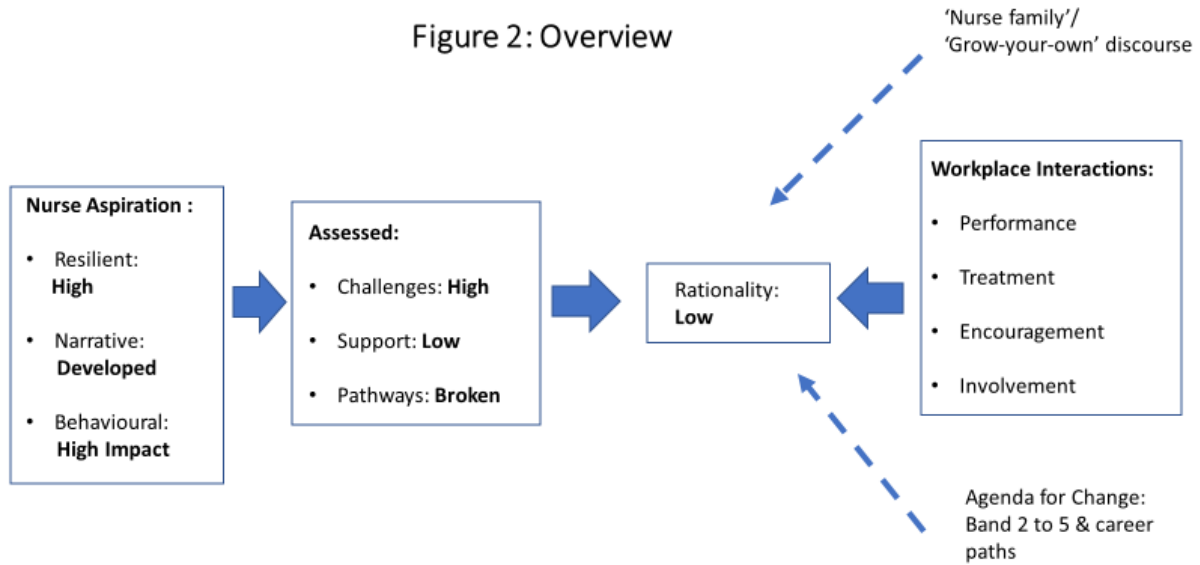 Figure 2: Overview
‘Nurse family’/
‘Grow-your-own’ discourse
Nurse Aspiration :
• Resilient:
High
• Narrative:
Developed
• Behavioural:
High Impact
Assessed:
• Challenges: High
• Support: Low
• Pathways: Broken
Rationality:
Low
Workplace Interactions:
• Performance
• Treatment
• Encouragement
• Involvement
Agenda for Change:
Band 2 to 5 & career
paths